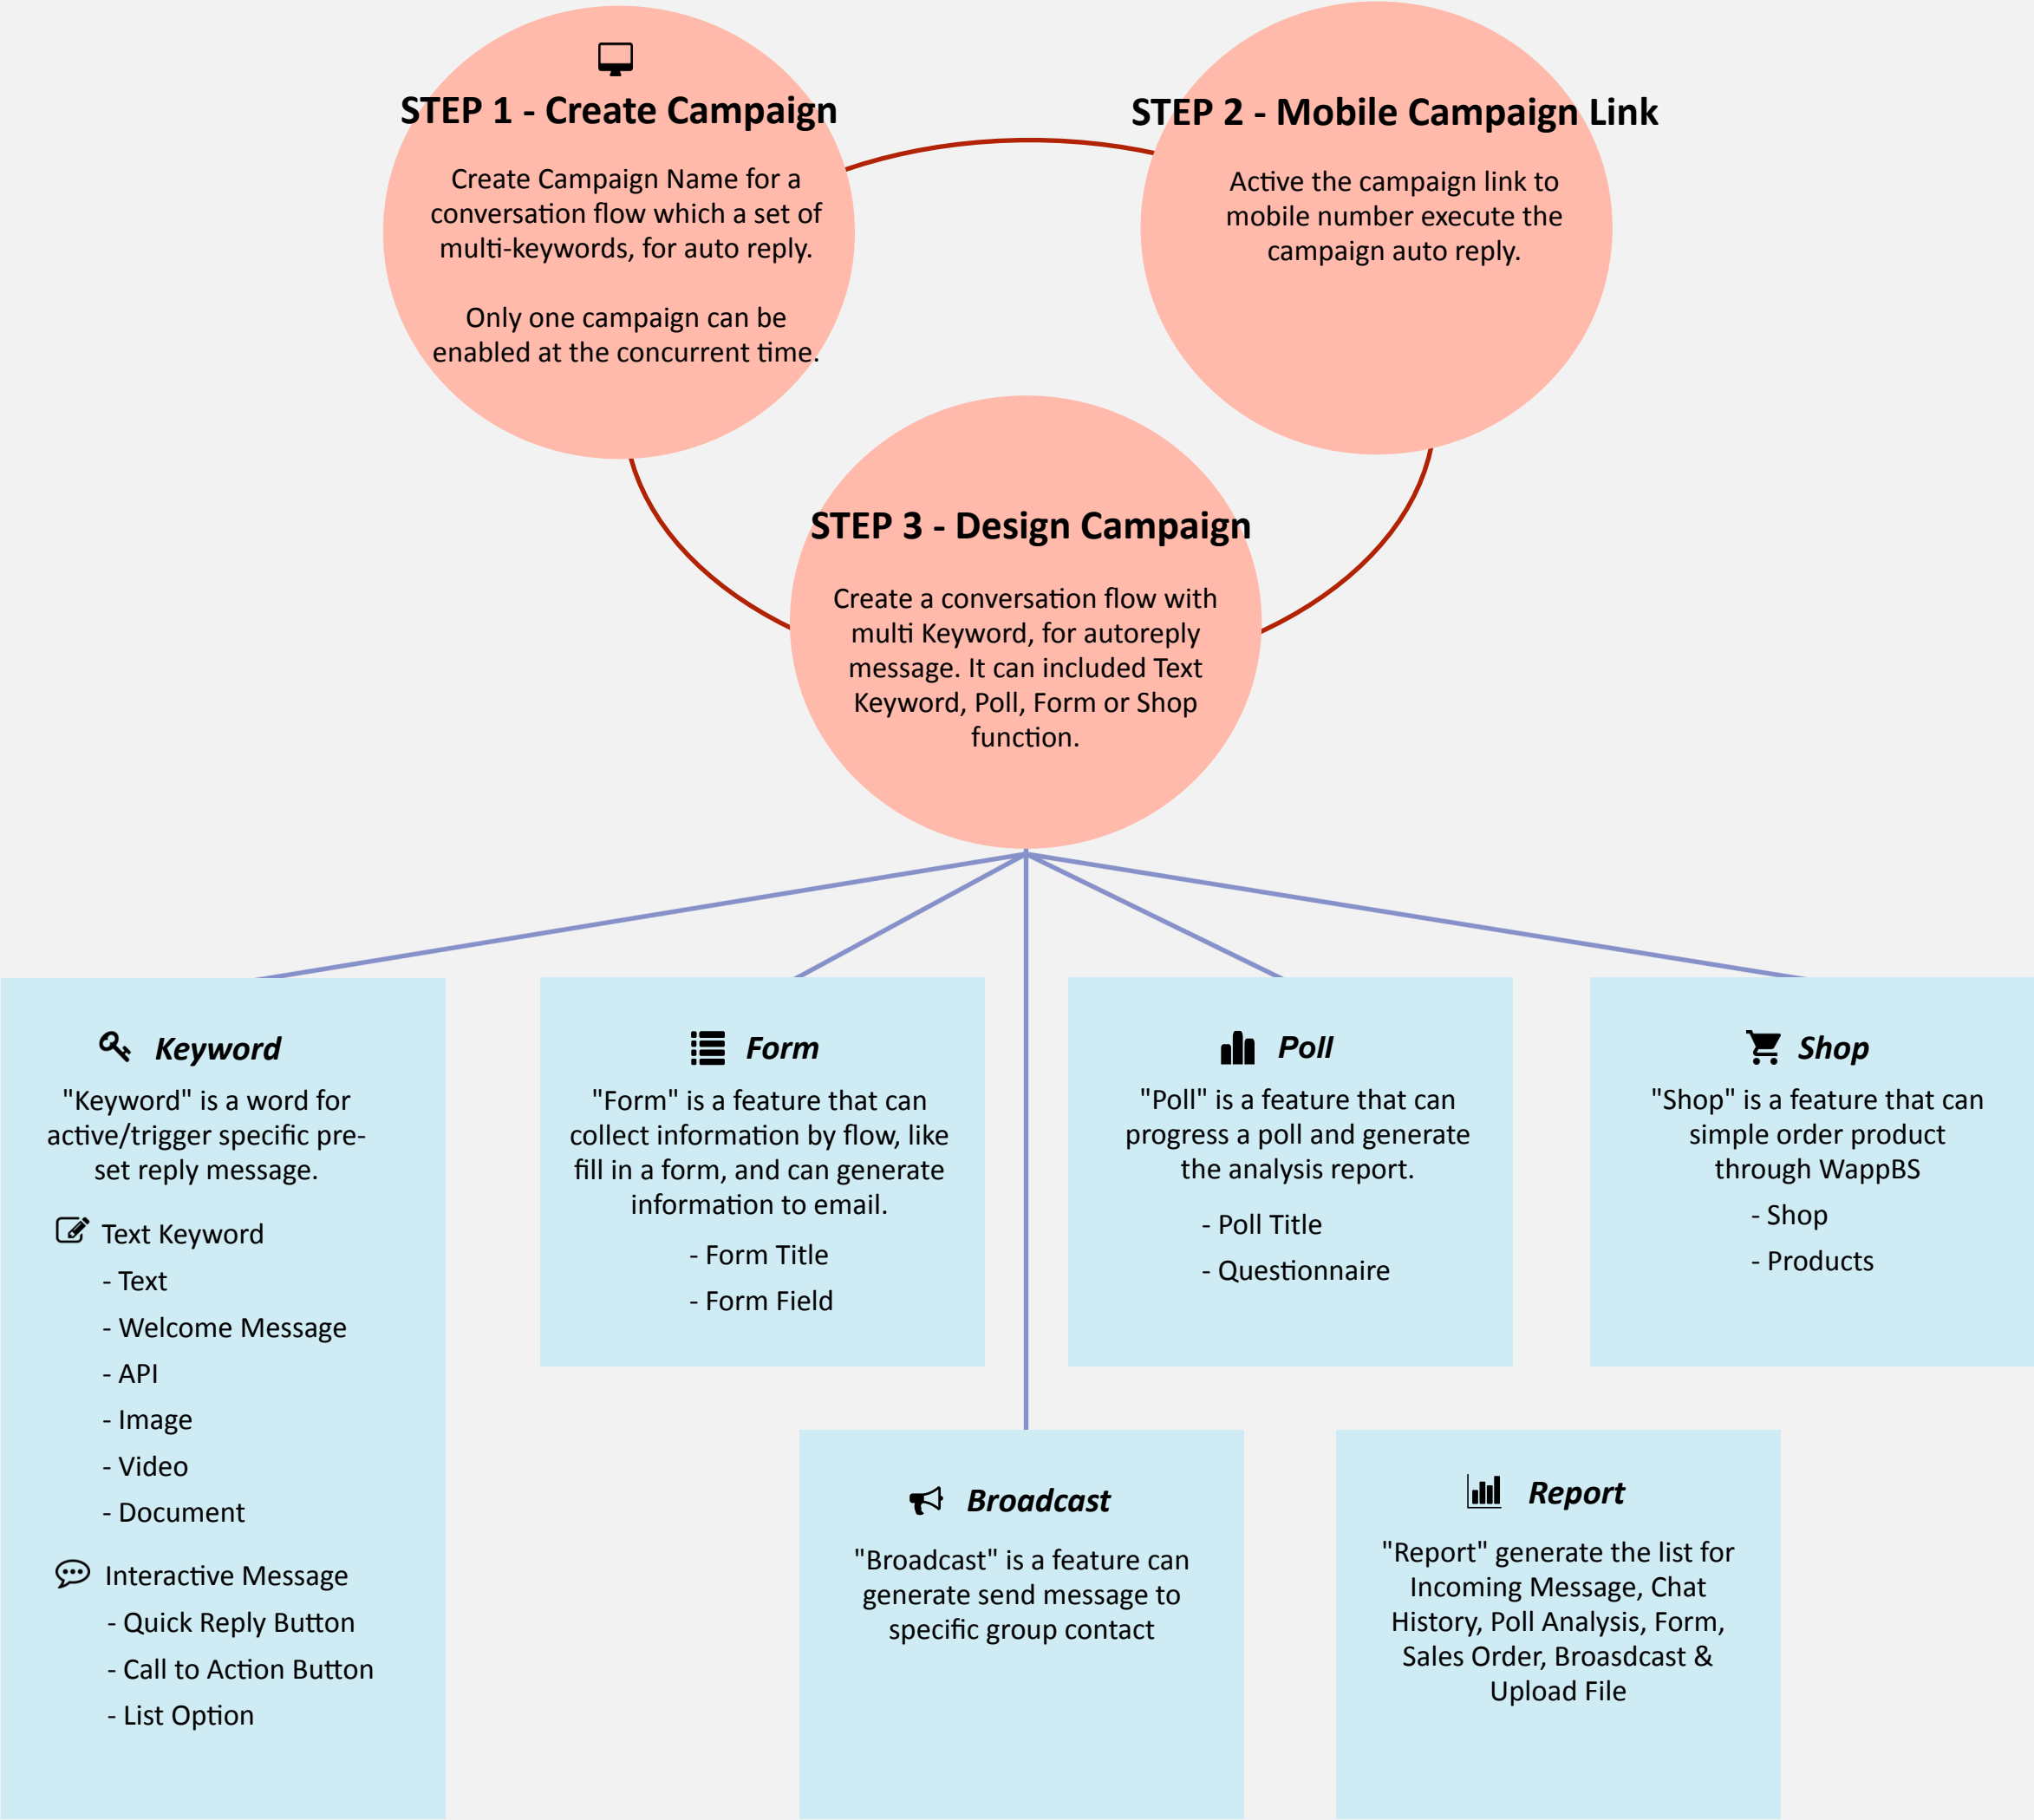 STEP 1 - Create Campaign
Create Campaign Name for a
conversation flow which a set of
multi-keywords, for auto reply.
Only one campaign can be
enabled at the concurrent time.
STEP 2 - Mobile Campaign Link
Active the campaign link to
mobile number execute the
campaign auto reply.
STEP 3 - Design Campaign
Create a conversation flow with
multi Keyword, for autoreply
message. It can included Text
Keyword, Poll, Form or Shop
function.
Keyword
"Keyword" is a word for
active/trigger specific pre-
set reply message.
Text Keyword
- Text
- Welcome Message
- API
- Image
- Video
- Document
Interactive Message
- Quick Reply Button
- Call to Action Button
- List Option
Form
"Form" is a feature that can
collect information by flow, like
fill in a form, and can generate
information to email.
- Form Title
- Form Field
Poll
"Poll" is a feature that can
progress a poll and generate
the analysis report.
- Poll Title
- Questionnaire
Shop
"Shop" is a feature that can
simple order product
through WappBS
- Shop
- Products
Broadcast
"Broadcast" is a feature can
generate send message to
specific group contact
Report
"Report" generate the list for
Incoming Message, Chat
History, Poll Analysis, Form,
Sales Order, Broasdcast &
Upload File